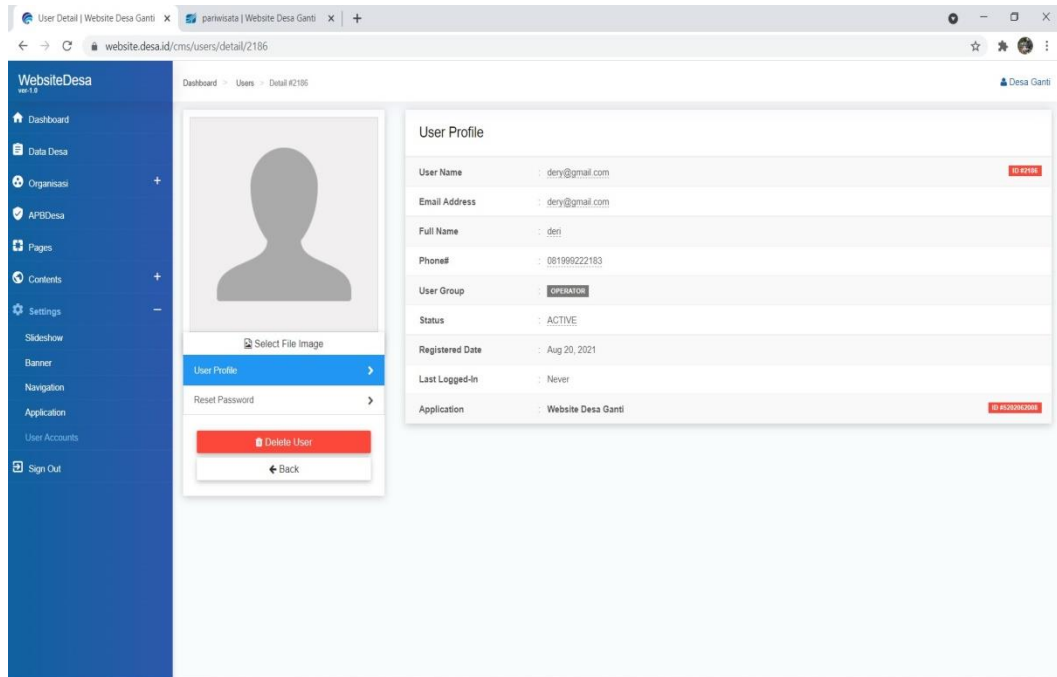 User Detail | Website Desa Ganti
pariwisata | Website Desa Ganti
website.desa.id/cms/users/detail/2186
WebsiteDesa
ver-1.0
Dashboard > Users > Detail #2186
Desa Ganti
Dashboard
Data Desa
Organisasi +
APBDesa
Pages
Contents +
Settings −
Slideshow
Banner
Navigation
Application
User Accounts
Sign Out
Select File Image
User Profile
Reset Password
Delete User
Back
User Profile
User Name : dery@gmail.com ID #2186
Email Address : dery@gmail.com
Full Name : deri
Phone# : 081999222183
User Group : OPERATOR
Status : ACTIVE
Registered Date : Aug 20, 2021
Last Logged-In : Never
Application : Website Desa Ganti ID #5202062008